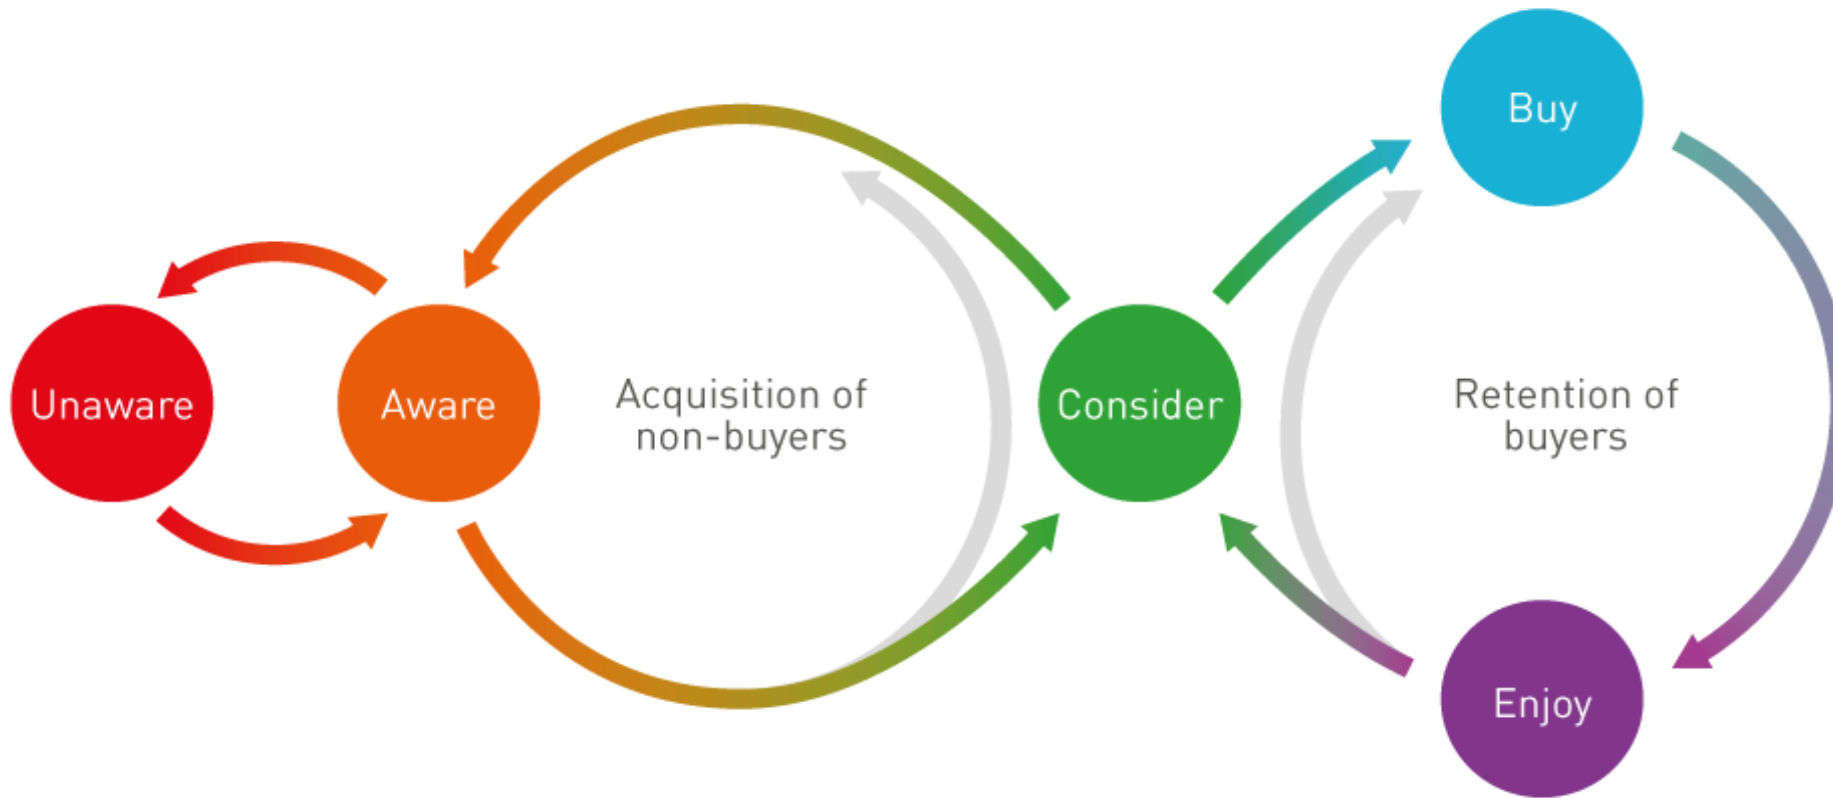 Buy
Unaware
Aware
Acquisition of
non-buyers
Consider
Retention of
buyers
Enjoy